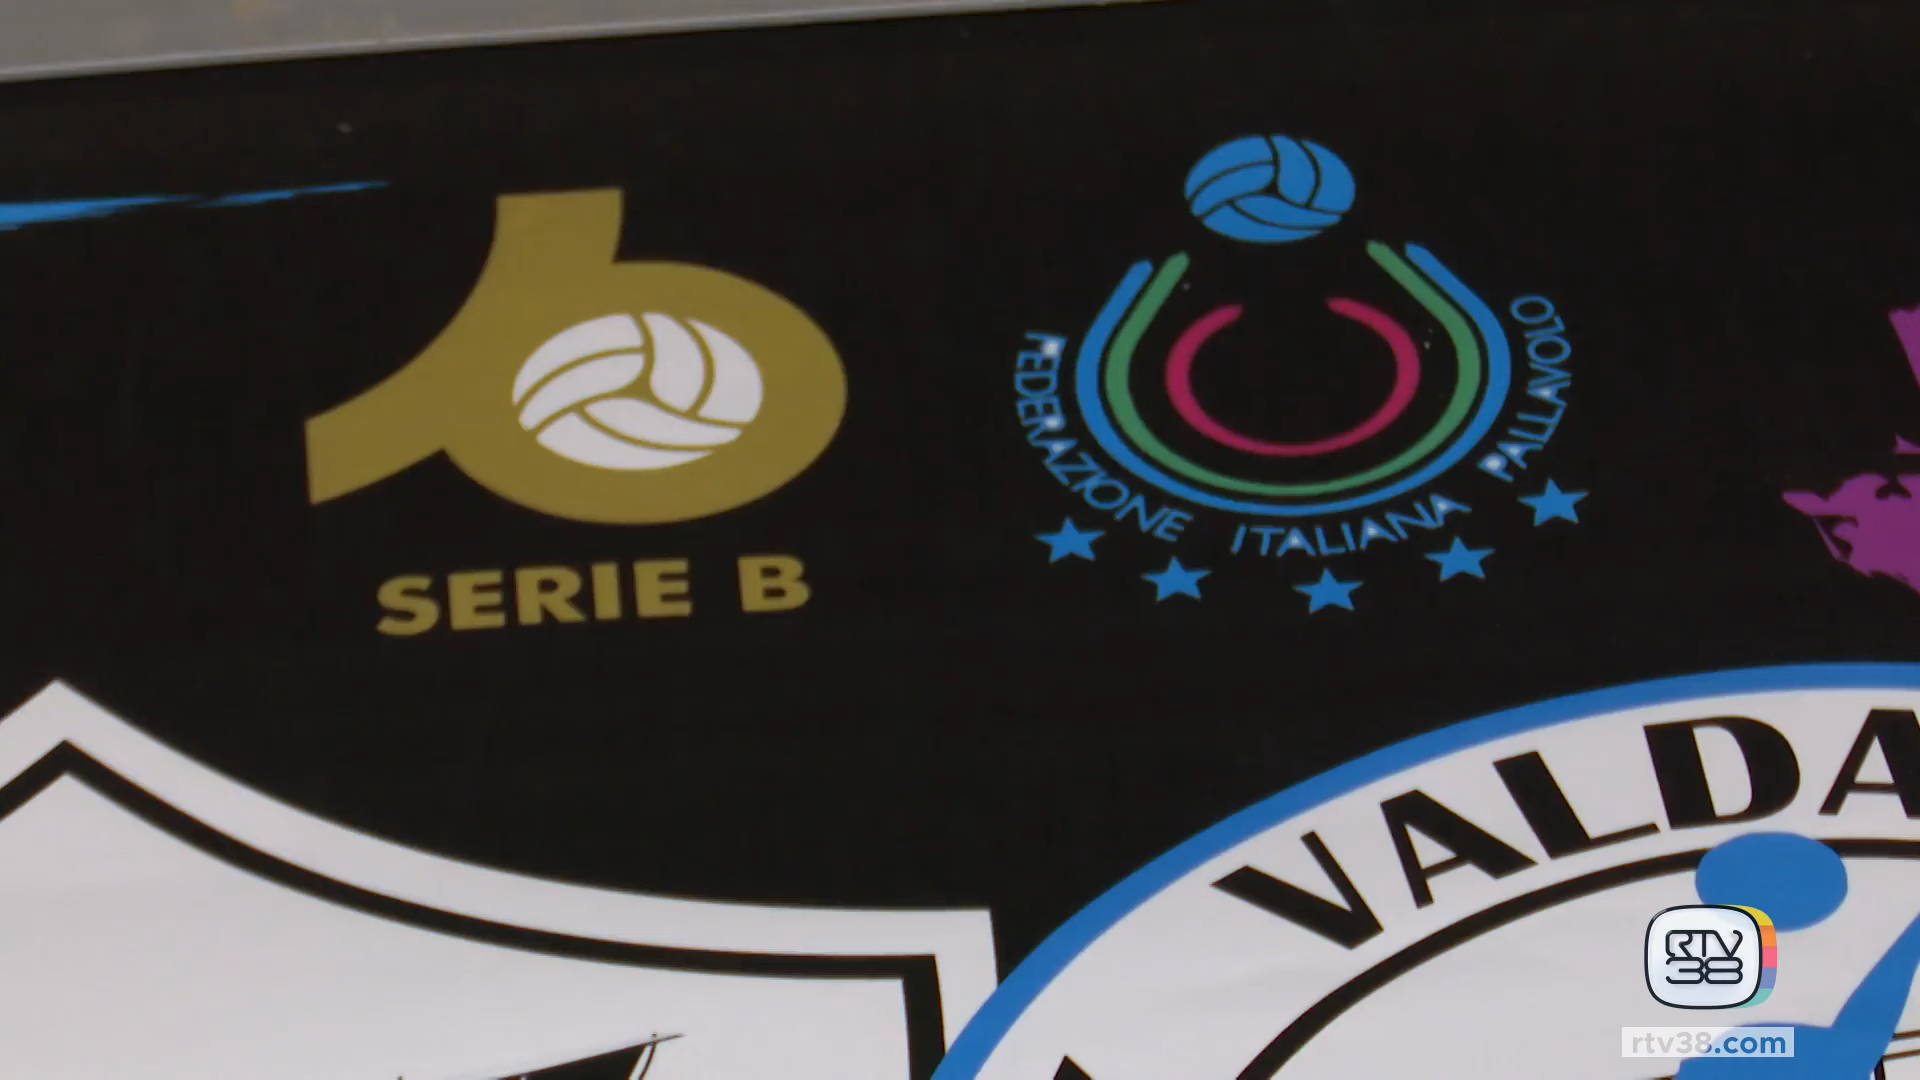 SERIE B
FEDERAZIONE ITALIANA PALLAVOLO
VALDA
RTV
38
rtv38.com